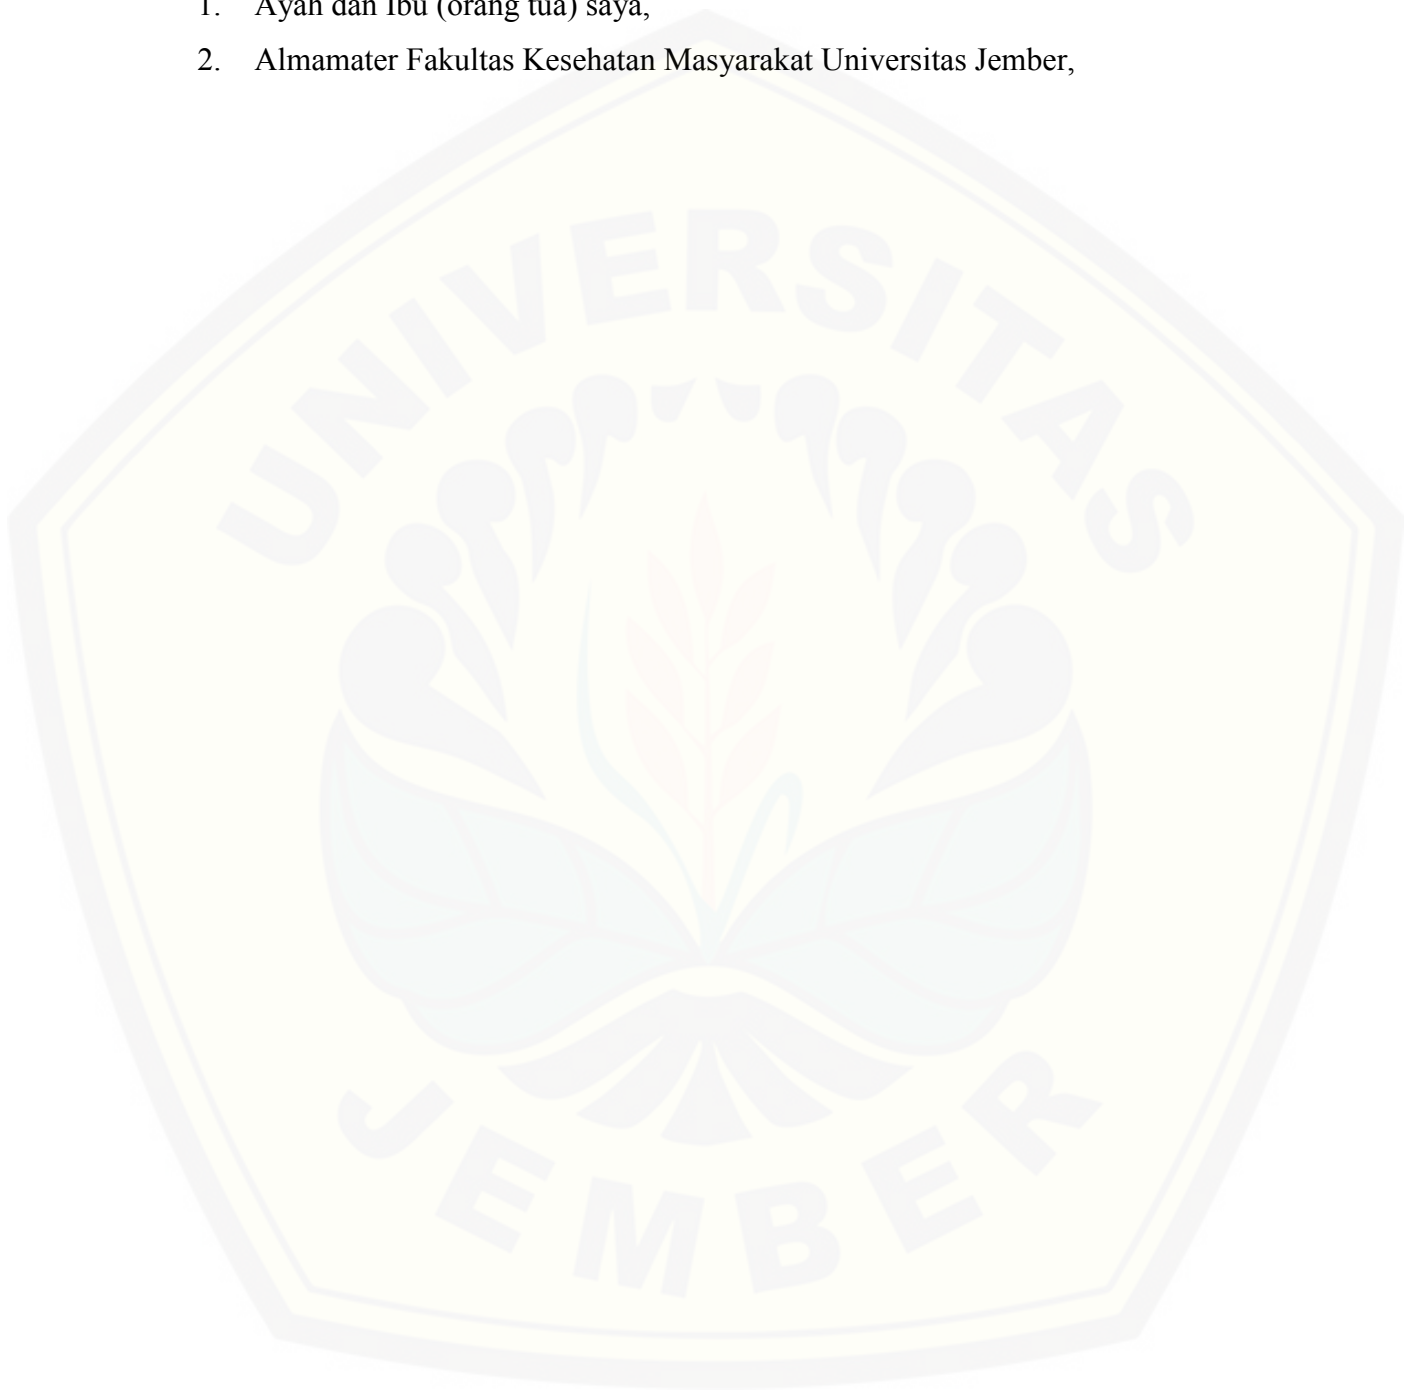 1. Ayah dan Ibu (orang tua) saya,
2. Almamater Fakultas Kesehatan Masyarakat Universitas Jember,
UNIVERSITAS
JEMBER